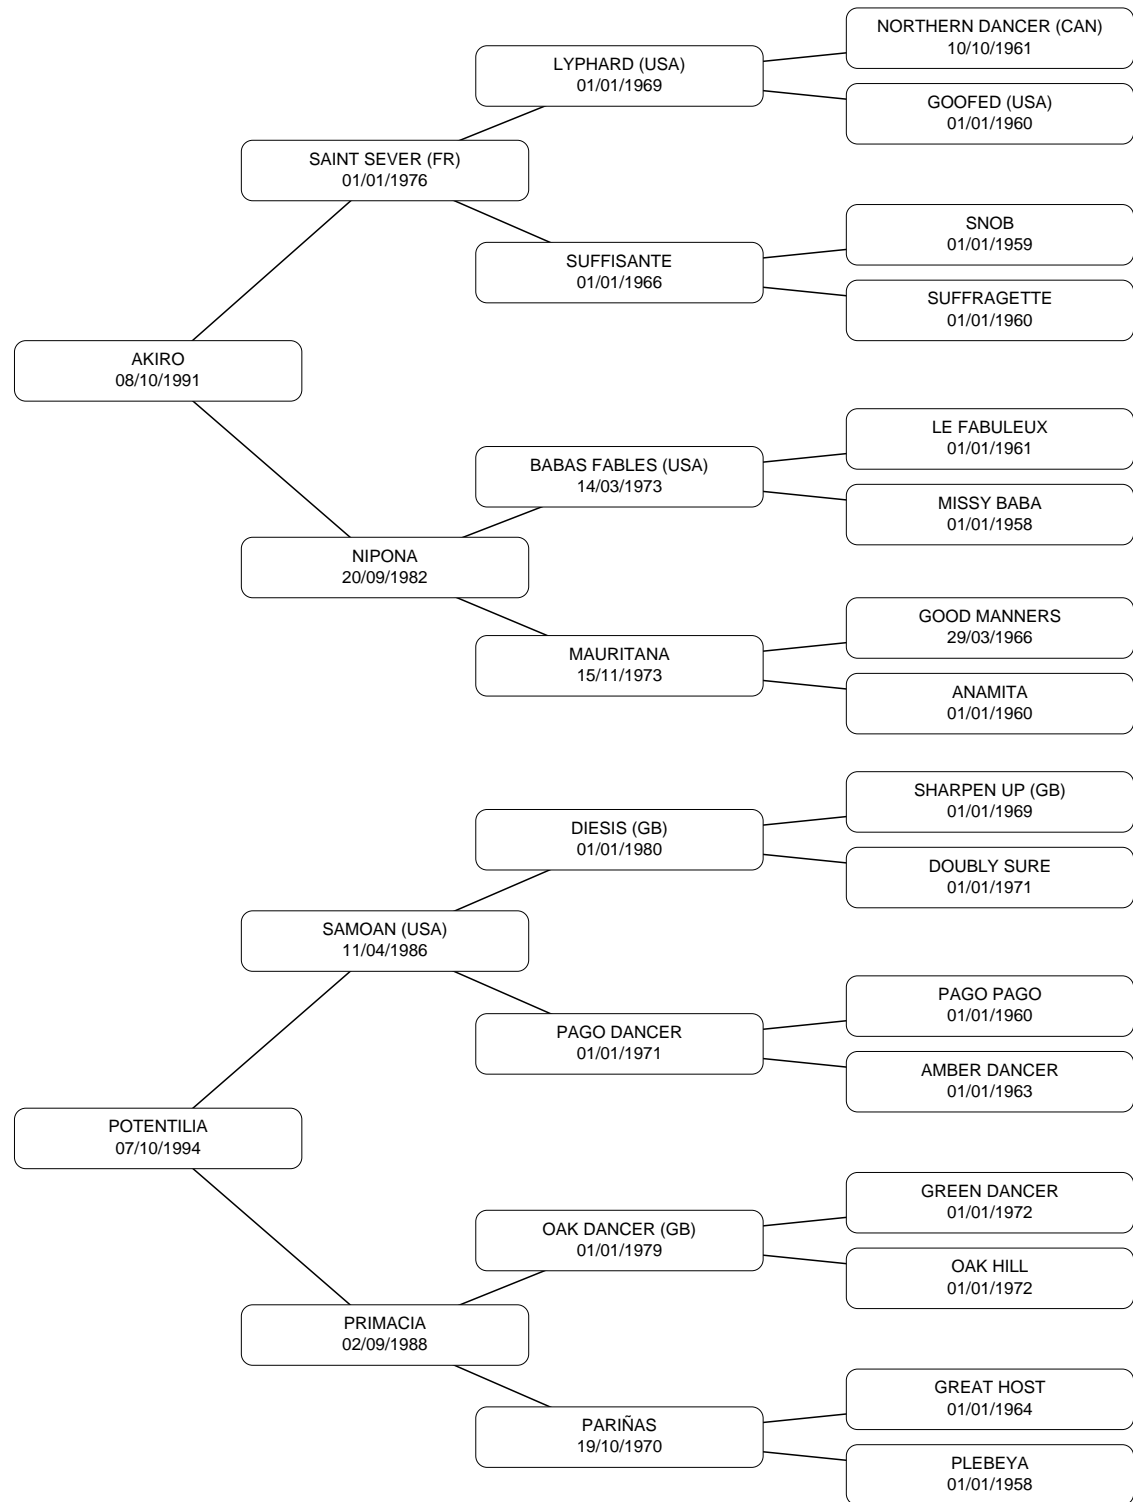 NORTHERN DANCER (CAN)
10/10/1961
LYPHARD (USA)
01/01/1969
GOOFED (USA)
01/01/1960
SAINT SEVER (FR)
01/01/1976
SNOB
01/01/1959
SUFFISANTE
01/01/1966
SUFFRAGETTE
01/01/1960
AKIRO
08/10/1991
LE FABULEUX
01/01/1961
BABAS FABLES (USA)
14/03/1973
MISSY BABA
01/01/1958
NIPONA
20/09/1982
GOOD MANNERS
29/03/1966
MAURITANA
15/11/1973
ANAMITA
01/01/1960
SHARPEN UP (GB)
01/01/1969
DIESIS (GB)
01/01/1980
DOUBLY SURE
01/01/1971
SAMOAN (USA)
11/04/1986
PAGO PAGO
01/01/1960
PAGO DANCER
01/01/1971
AMBER DANCER
01/01/1963
POTENTILIA
07/10/1994
GREEN DANCER
01/01/1972
OAK DANCER (GB)
01/01/1979
OAK HILL
01/01/1972
PRIMACIA
02/09/1988
GREAT HOST
01/01/1964
PARIÑAS
19/10/1970
PLEBEYA
01/01/1958